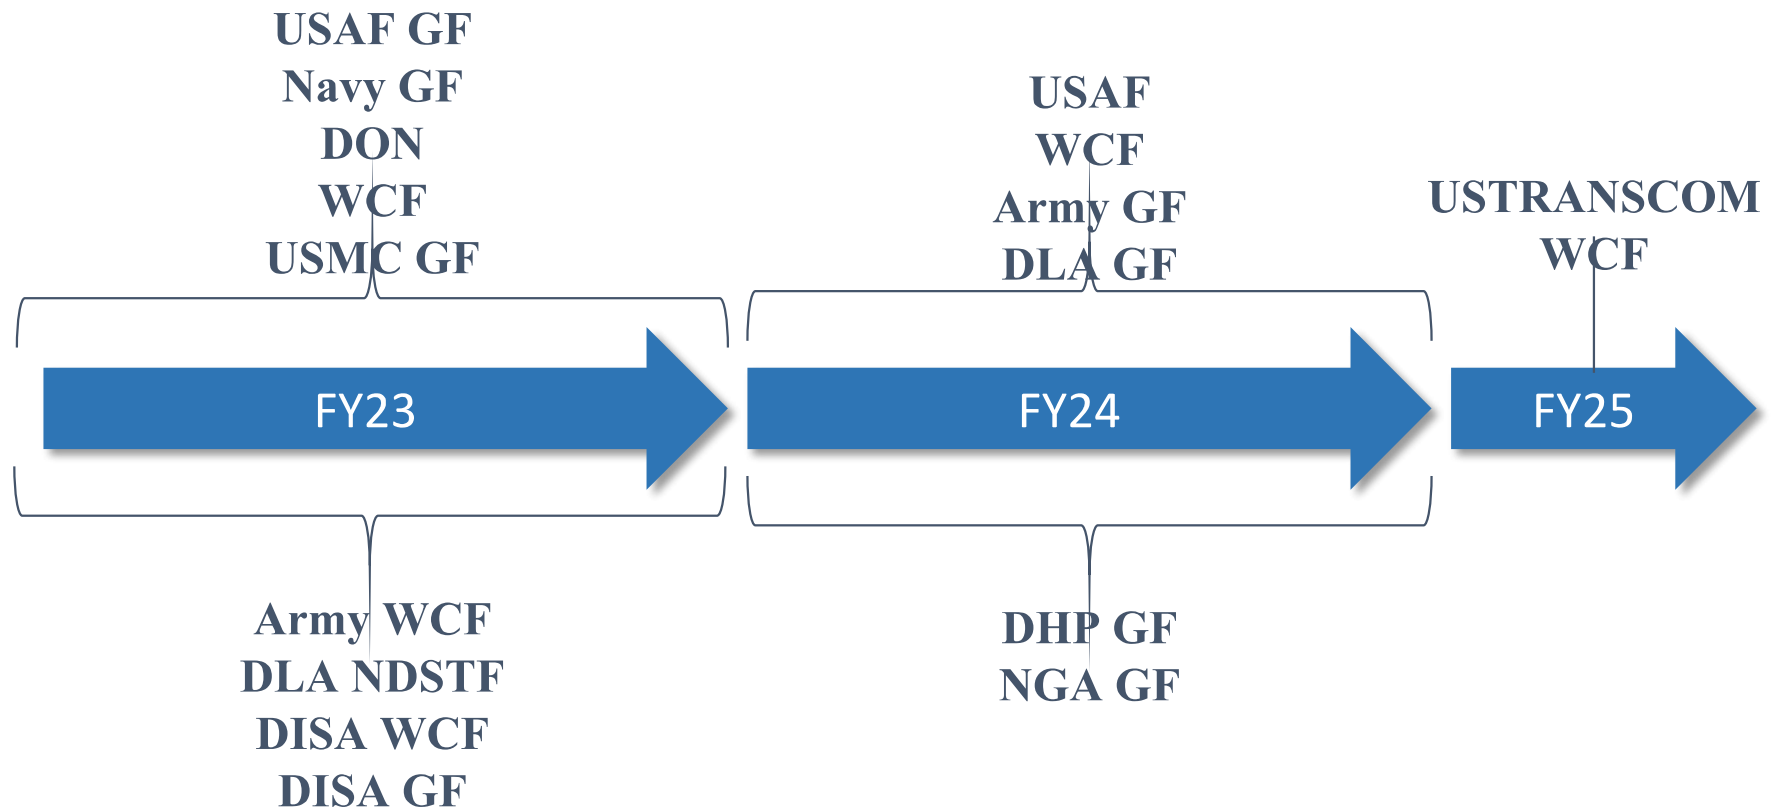 USAF GF
Navy GF
DON
WCF
USMC GF
USAF
WCF
Army GF
DLA GF
USTRANSCOM
WCF
FY23
FY24
FY25
Army WCF
DLA NDSTF
DISA WCF
DISA GF
DHP GF
NGA GF